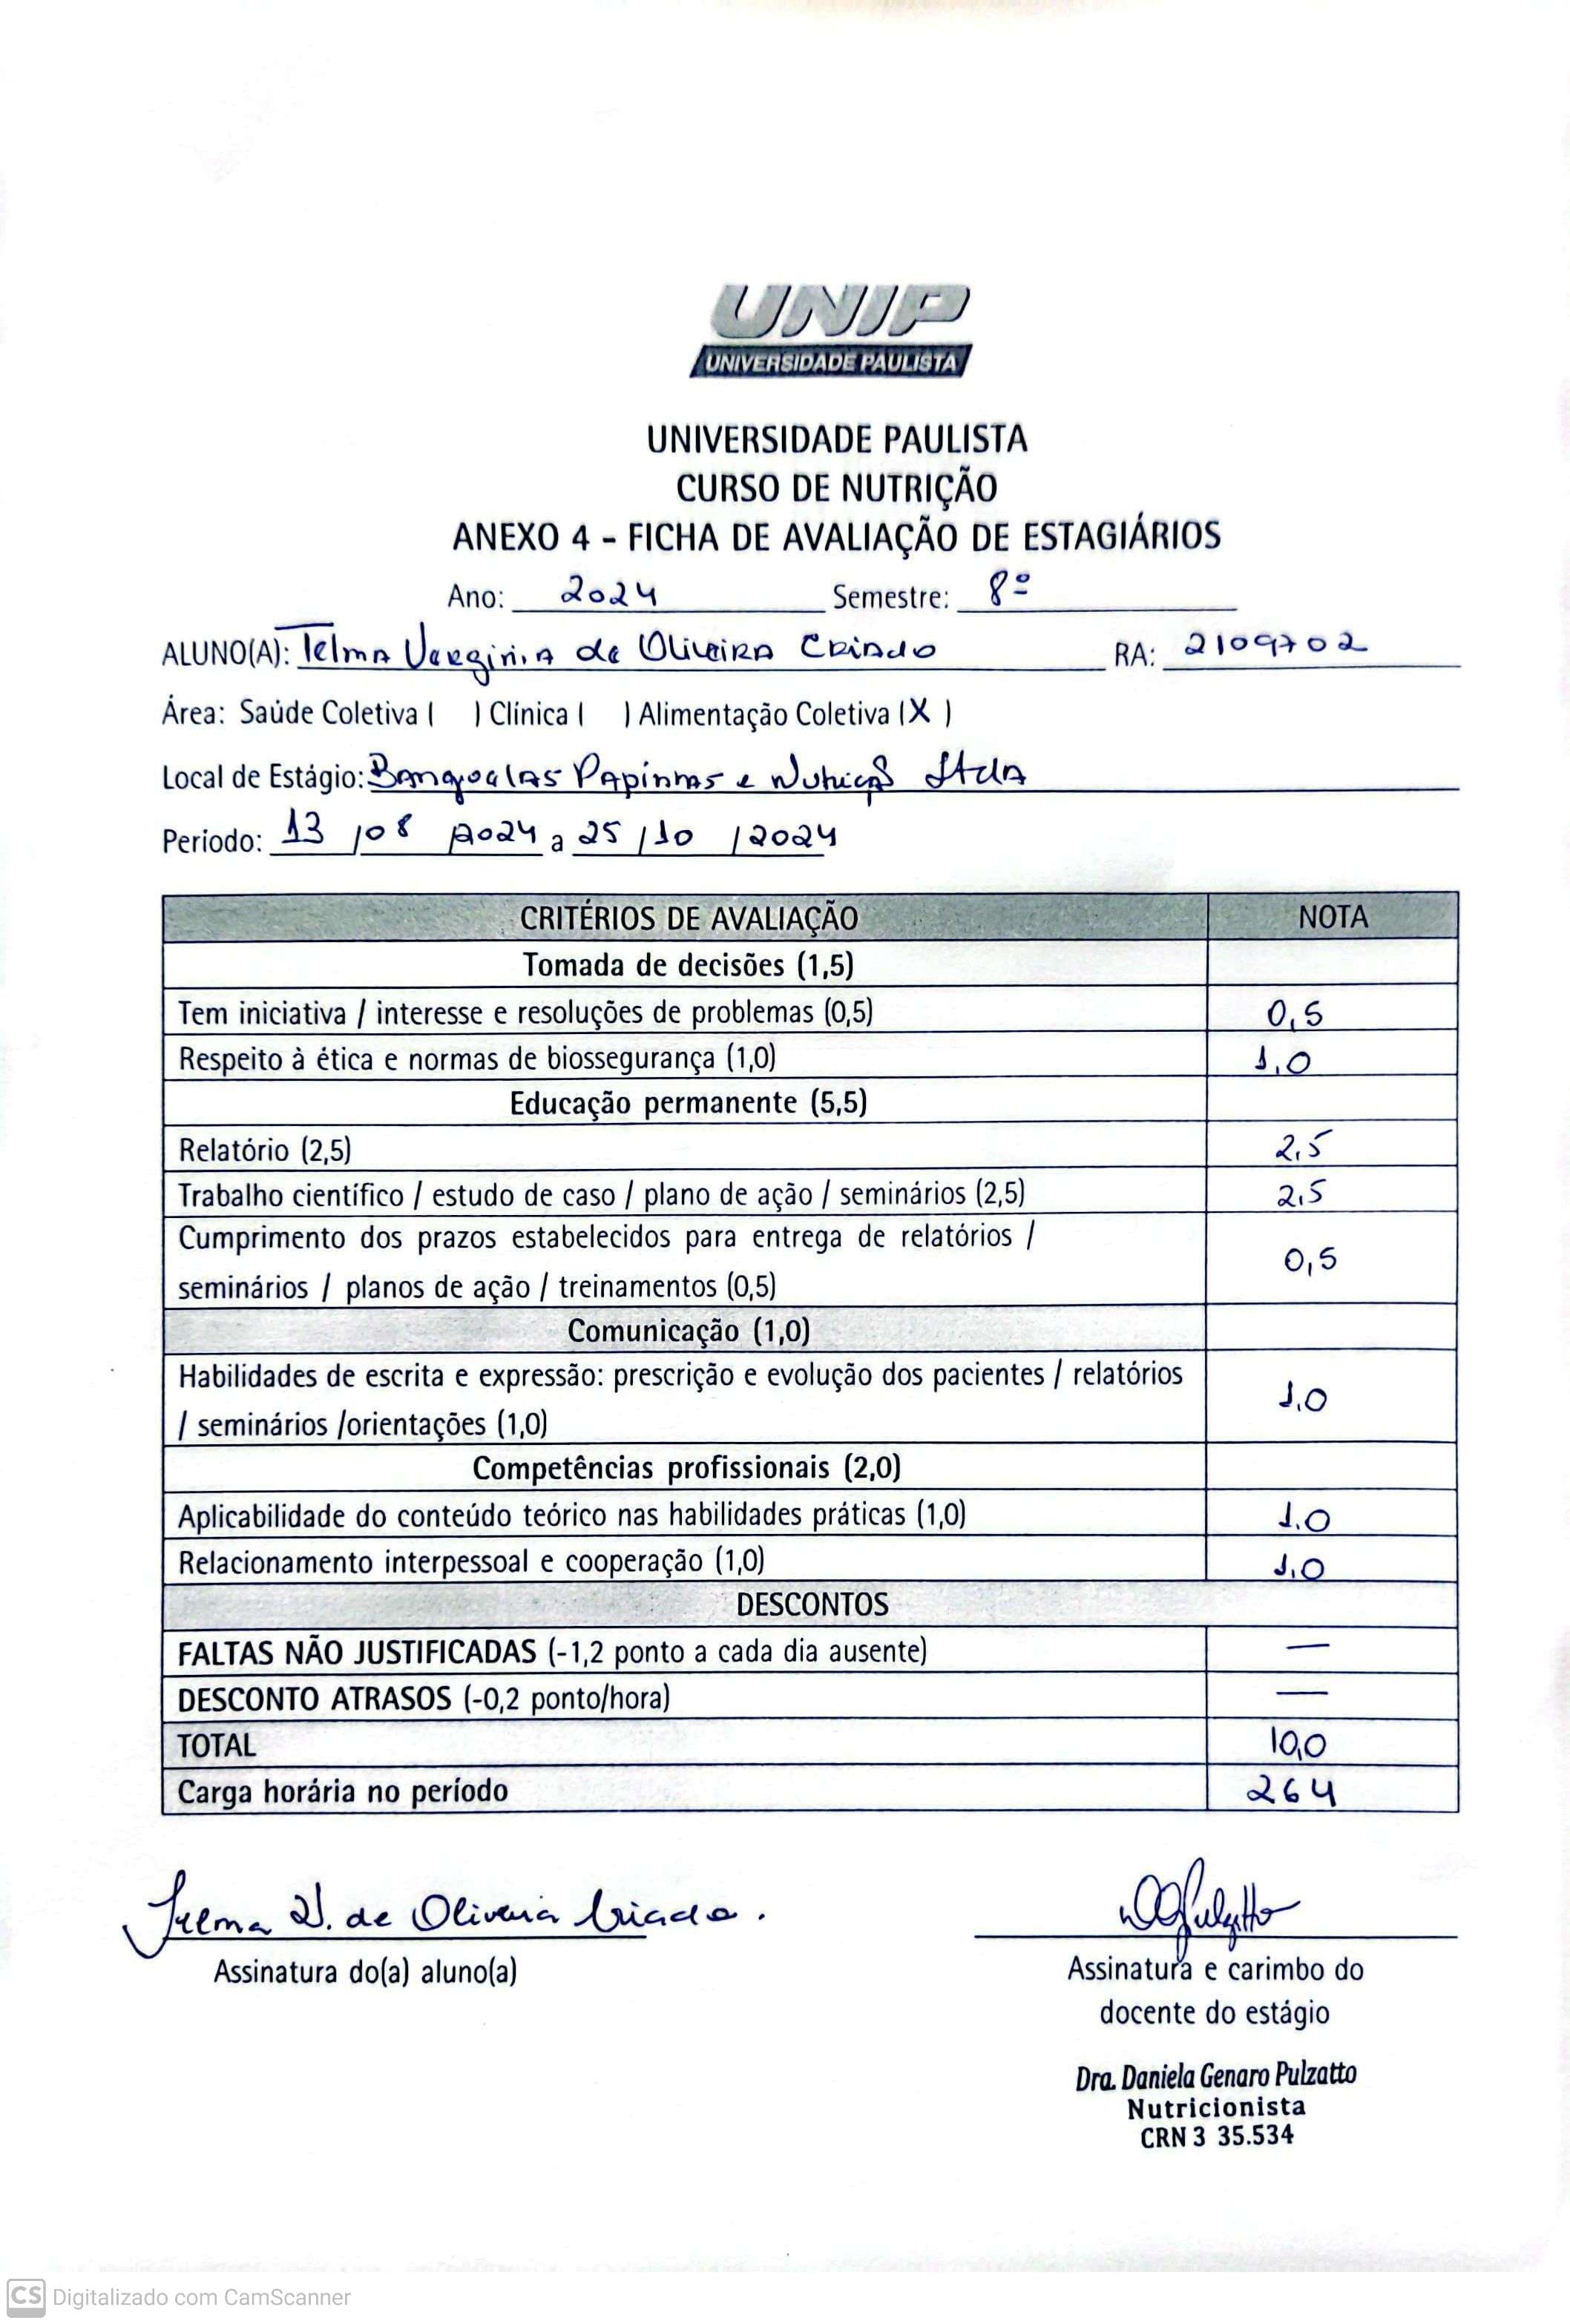 UNIP
UNIVERSIDADE PAULISTA
UNIVERSIDADE PAULISTA
CURSO DE NUTRIÇÃO
ANEXO 4 - FICHA DE AVALIAÇÃO DE ESTAGIÁRIOS
Ano: 2024 Semestre: 8º
ALUNO(A): Telma Verginia de Oliveira Criado RA: 2109702
Área: Saúde Coletiva ( ) Clínica ( ) Alimentação Coletiva (X)
Local de Estágio: Papinhas e Nutrição Ltda
Período: 13/08/2024 a 25/10/2024
CRITÉRIOS DE AVALIAÇÃO NOTA
Tomada de decisões (1,5)
Tem iniciativa / interesse e resoluções de problemas (0,5) 0,5
Respeito à ética e normas de biossegurança (1,0) 1,0
Educação permanente (5,5)
Relatório (2,5) 2,5
Trabalho científico / estudo de caso / plano de ação / seminários (2,5) 2,5
Cumprimento dos prazos estabelecidos para entrega de relatórios /
seminários / planos de ação / treinamentos (0,5) 0,5
Comunicação (1,0)
Habilidades de escrita e expressão: prescrição e evolução dos pacientes / relatórios
/ seminários /orientações (1,0) 1,0
Competências profissionais (2,0)
Aplicabilidade do conteúdo teórico nas habilidades práticas (1,0) 1.0
Relacionamento interpessoal e cooperação (1,0) 1,0
DESCONTOS
FALTAS NÃO JUSTIFICADAS (-1,2 ponto a cada dia ausente) —
DESCONTO ATRASOS (-0,2 ponto/hora) —
TOTAL 10,0
Carga horária no período 264
Telma V. de Oliveira Criado.
Assinatura do(a) aluno(a)
Assinatura e carimbo do
docente do estágio
Dra. Daniela Genaro Pulzatto
Nutricionista
CRN 3 35.534
CS Digitalizado com CamScanner